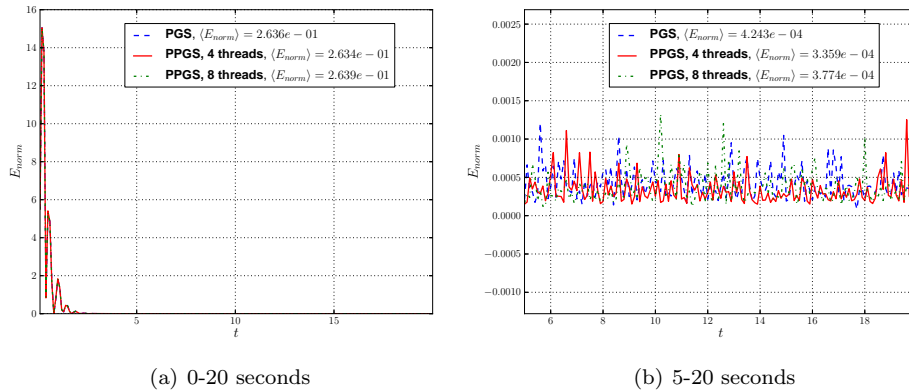 PGS, ⟨E_norm⟩ = 2.636e − 01
PPGS, 4 threads, ⟨E_norm⟩ = 2.634e − 01
PPGS, 8 threads, ⟨E_norm⟩ = 2.639e − 01
16
14
12
10
8
6
4
2
0
E_norm
5
10
15
t
(a) 0-20 seconds
PGS, ⟨E_norm⟩ = 4.243e − 04
PPGS, 4 threads, ⟨E_norm⟩ = 3.359e − 04
PPGS, 8 threads, ⟨E_norm⟩ = 3.774e − 04
0.0025
0.0020
0.0015
0.0010
0.0005
0.0000
−0.0005
−0.0010
E_norm
6
8
10
12
14
16
18
t
(b) 5-20 seconds